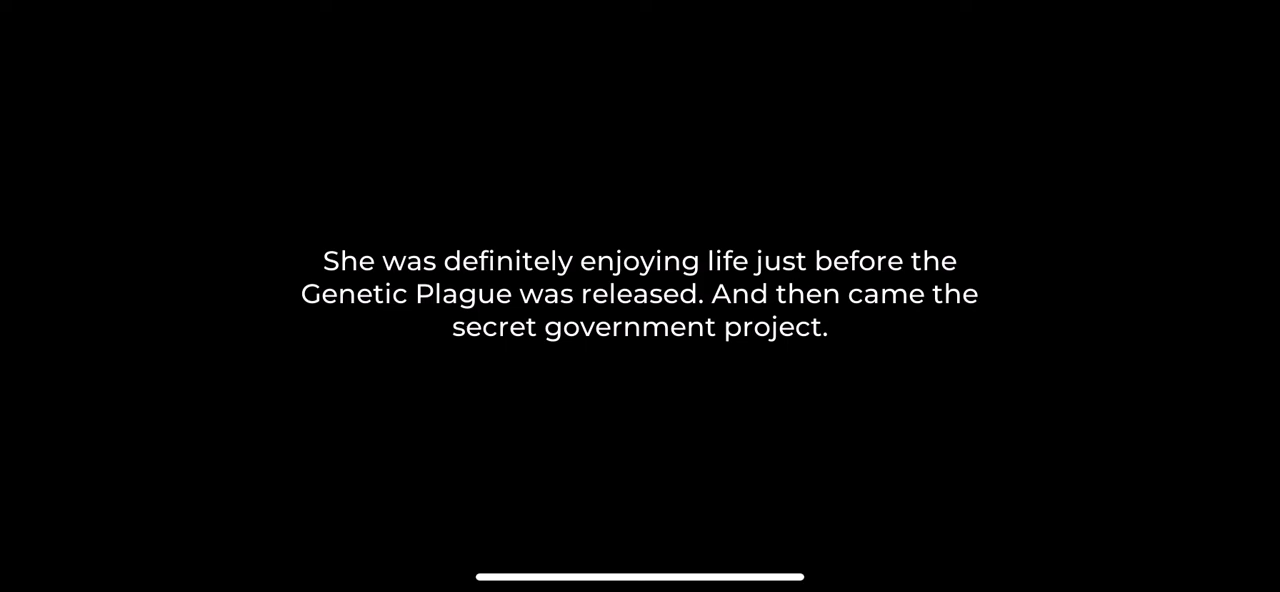 She was definitely enjoying life just before the
Genetic Plague was released. And then came the
secret government project.